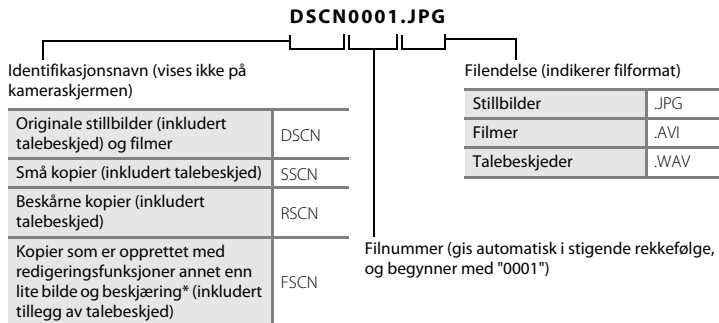 DSCN0001.JPG
Identifikasjonsnavn (vises ikke på
kameraskjermen)
Originale stillbilder (inkludert
talebeskjed) og filmer
DSCN
Små kopier (inkludert talebeskjed)
SSCN
Beskårne kopier (inkludert
talebeskjed)
RSCN
Kopier som er opprettet med
redigeringsfunksjoner annet enn
lite bilde og beskjæring* (inkludert
tillegg av talebeskjed)
FSCN
Filendelse (indikerer filformat)
Stillbilder
.JPG
Filmer
.AVI
Talebeskjeder
.WAV
Filnummer (gis automatisk i stigende rekkefølge,
og begynner med "0001")